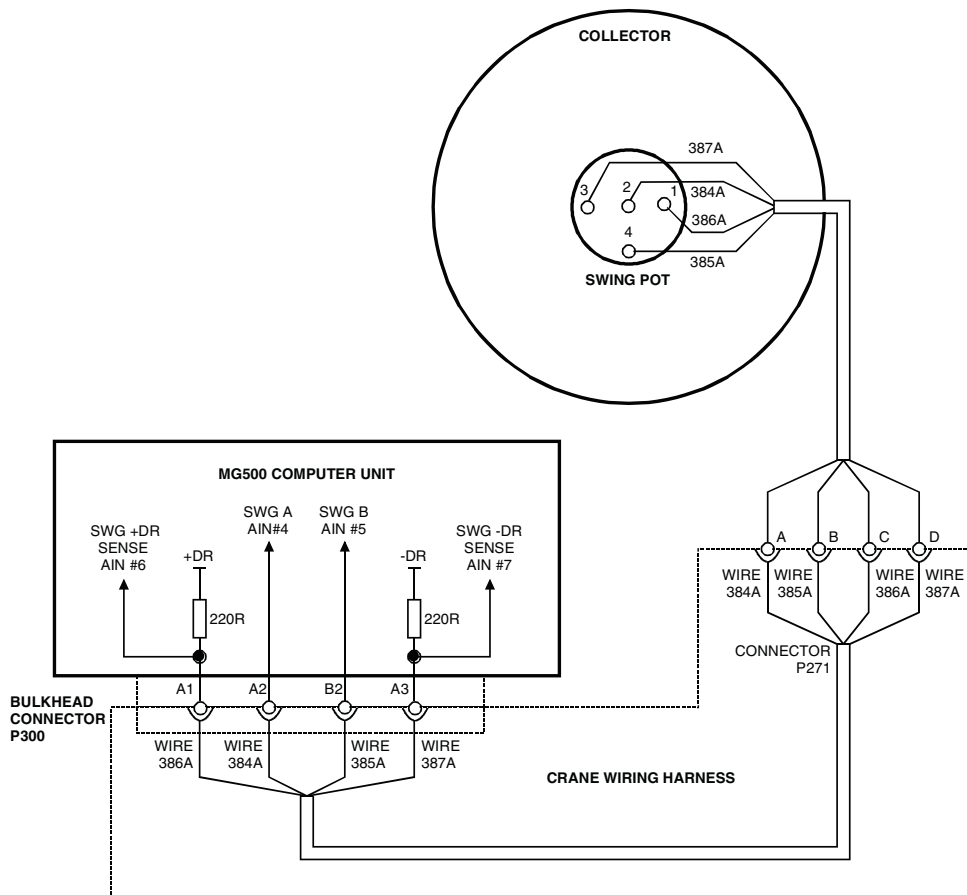 COLLECTOR
387A
3
2
384A
1
386A
4
385A
SWING POT
MG500 COMPUTER UNIT
SWG +DR
SENSE
AIN #6
+DR
SWG A
AIN#4
SWG B
AIN #5
-DR
SWG -DR
SENSE
AIN #7
220R
220R
A
B
C
D
WIRE
384A
WIRE
385A
WIRE
386A
WIRE
387A
CONNECTOR
P271
A1
A2
B2
A3
BULKHEAD
CONNECTOR
P300
WIRE
386A
WIRE
384A
WIRE
385A
WIRE
387A
CRANE WIRING HARNESS